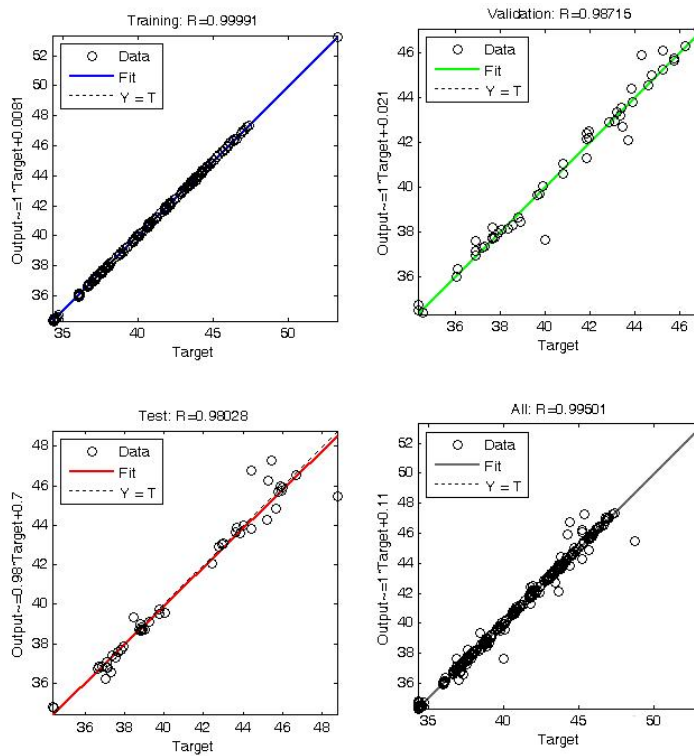 Training: R=0.99991
Output~=1*Target+0.0081
52
50
48
46
44
42
40
38
36
Data
Fit
Y = T
35
40
45
50
Target
Validation: R=0.98715
Output~=1*Target+-0.021
46
44
42
40
38
36
Data
Fit
Y = T
36
38
40
42
44
46
Target
Test: R=0.98028
Output~=0.98*Target+0.7
48
46
44
42
40
38
36
Data
Fit
Y = T
36
38
40
42
44
46
48
Target
All: R=0.99501
Output~=1*Target+0.11
52
50
48
46
44
42
40
38
36
Data
Fit
Y = T
35
40
45
50
Target